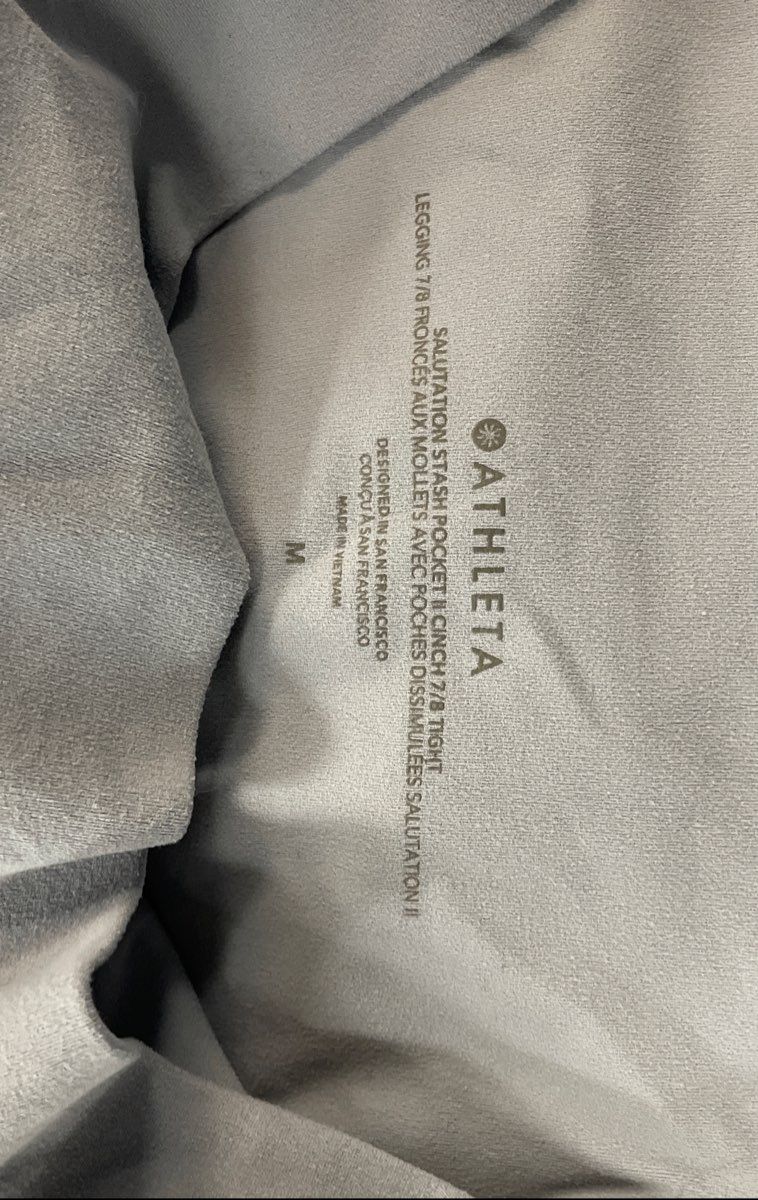 ATHLETA
SALUTATION STASH POCKET II CINCH 7/8 TIGHT
LEGGING 7/8 FRONCÉS AUX MOLLETS AVEC POCHES DISSIMULÉES SALUTATION II
DESIGNED IN SAN FRANCISCO
CONÇU À SAN FRANCISCO
MADE IN VIETNAM
M